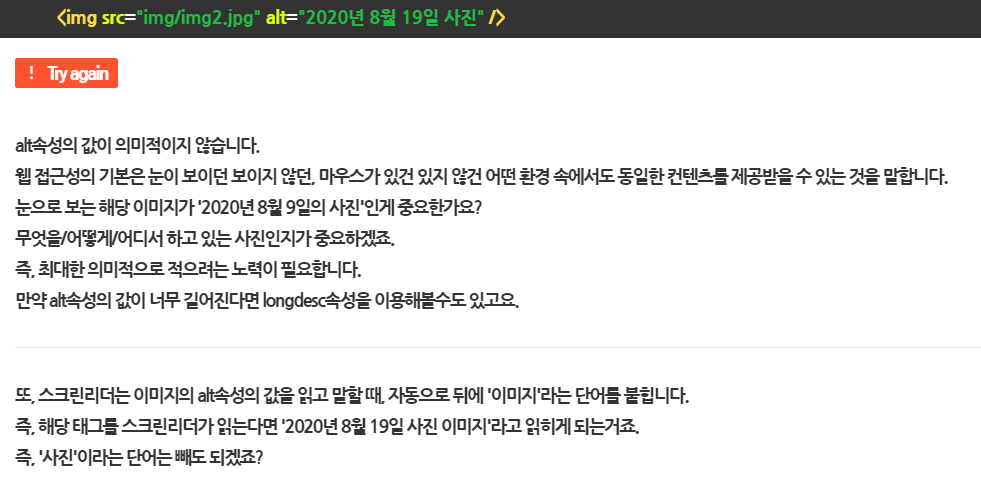 <img src="img/img2.jpg" alt="2020년 8월 19일 사진" />
! Try again
alt속성의 값이 의미적이지 않습니다.
웹 접근성의 기본은 눈이 보이던 보이지 않던, 마우스가 있건 있지 않건 어떤 환경 속에서도 동일한 컨텐츠를 제공받을 수 있는 것을 말합니다.
눈으로 보는 해당 이미지가 '2020년 8월 9일의 사진'인게 중요한가요?
무엇을/어떻게/어디서 하고 있는 사진인지가 중요하겠죠.
즉, 최대한 의미적으로 적으려는 노력이 필요합니다.
만약 alt속성의 값이 너무 길어진다면 longdesc속성을 이용해볼수도 있고요.
또, 스크린리더는 이미지의 alt속성의 값을 읽고 말할 때, 자동으로 뒤에 '이미지'라는 단어를 붙힙니다.
즉, 해당 태그를 스크린리더가 읽는다면 '2020년 8월 19일 사진 이미지'라고 읽히게 되는거죠.
즉, '사진'이라는 단어는 빼도 되겠죠?